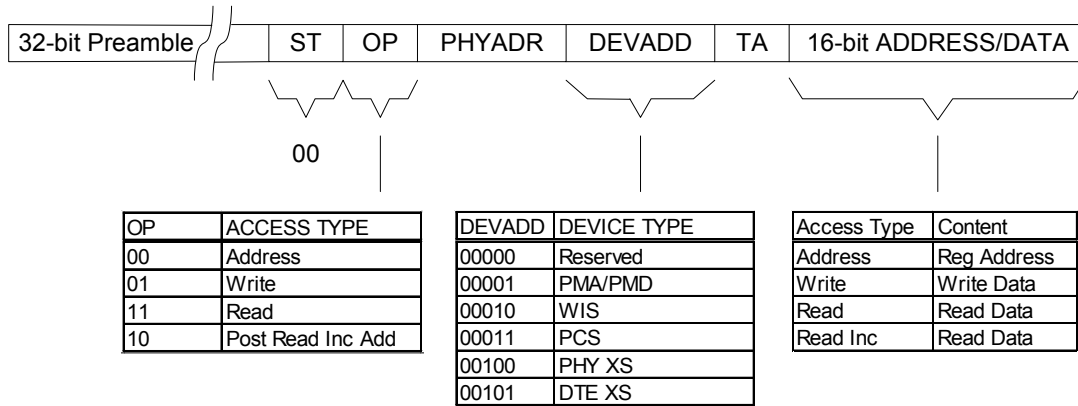 32-bit Preamble ST OP PHYADR DEVADD TA 16-bit ADDRESS/DATA
00
OP ACCESS TYPE
00 Address
01 Write
11 Read
10 Post Read Inc Add
DEVADD DEVICE TYPE
00000 Reserved
00001 PMA/PMD
00010 WIS
00011 PCS
00100 PHY XS
00101 DTE XS
Access Type Content
Address Reg Address
Write Write Data
Read Read Data
Read Inc Read Data